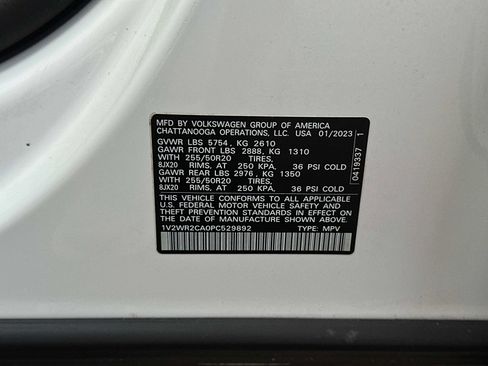 MFD BY VOLKSWAGEN GROUP OF AMERICA
CHATTANOOGA OPERATIONS, LLC. USA 01/2023
GVWR LBS 5754, KG 2610
GAWR FRONT LBS 2888, KG 1310
WITH 255/50R20 TIRES,
8JX20 RIMS, AT 250 KPA, 36 PSI COLD
GAWR REAR LBS 2976, KG 1350
WITH 255/50R20 TIRES,
8JX20 RIMS, AT 250 KPA, 36 PSI COLD
THIS VEHICLE CONFORMS TO ALL APPLICABLE
U.S. FEDERAL MOTOR VEHICLE SAFETY AND THEFT
PREVENTION STANDARDS IN EFFECT ON THE
DATE OF MANUFACTURE SHOWN ABOVE.
1V2WR2CA0PC529892 TYPE: MPV
0419337 1